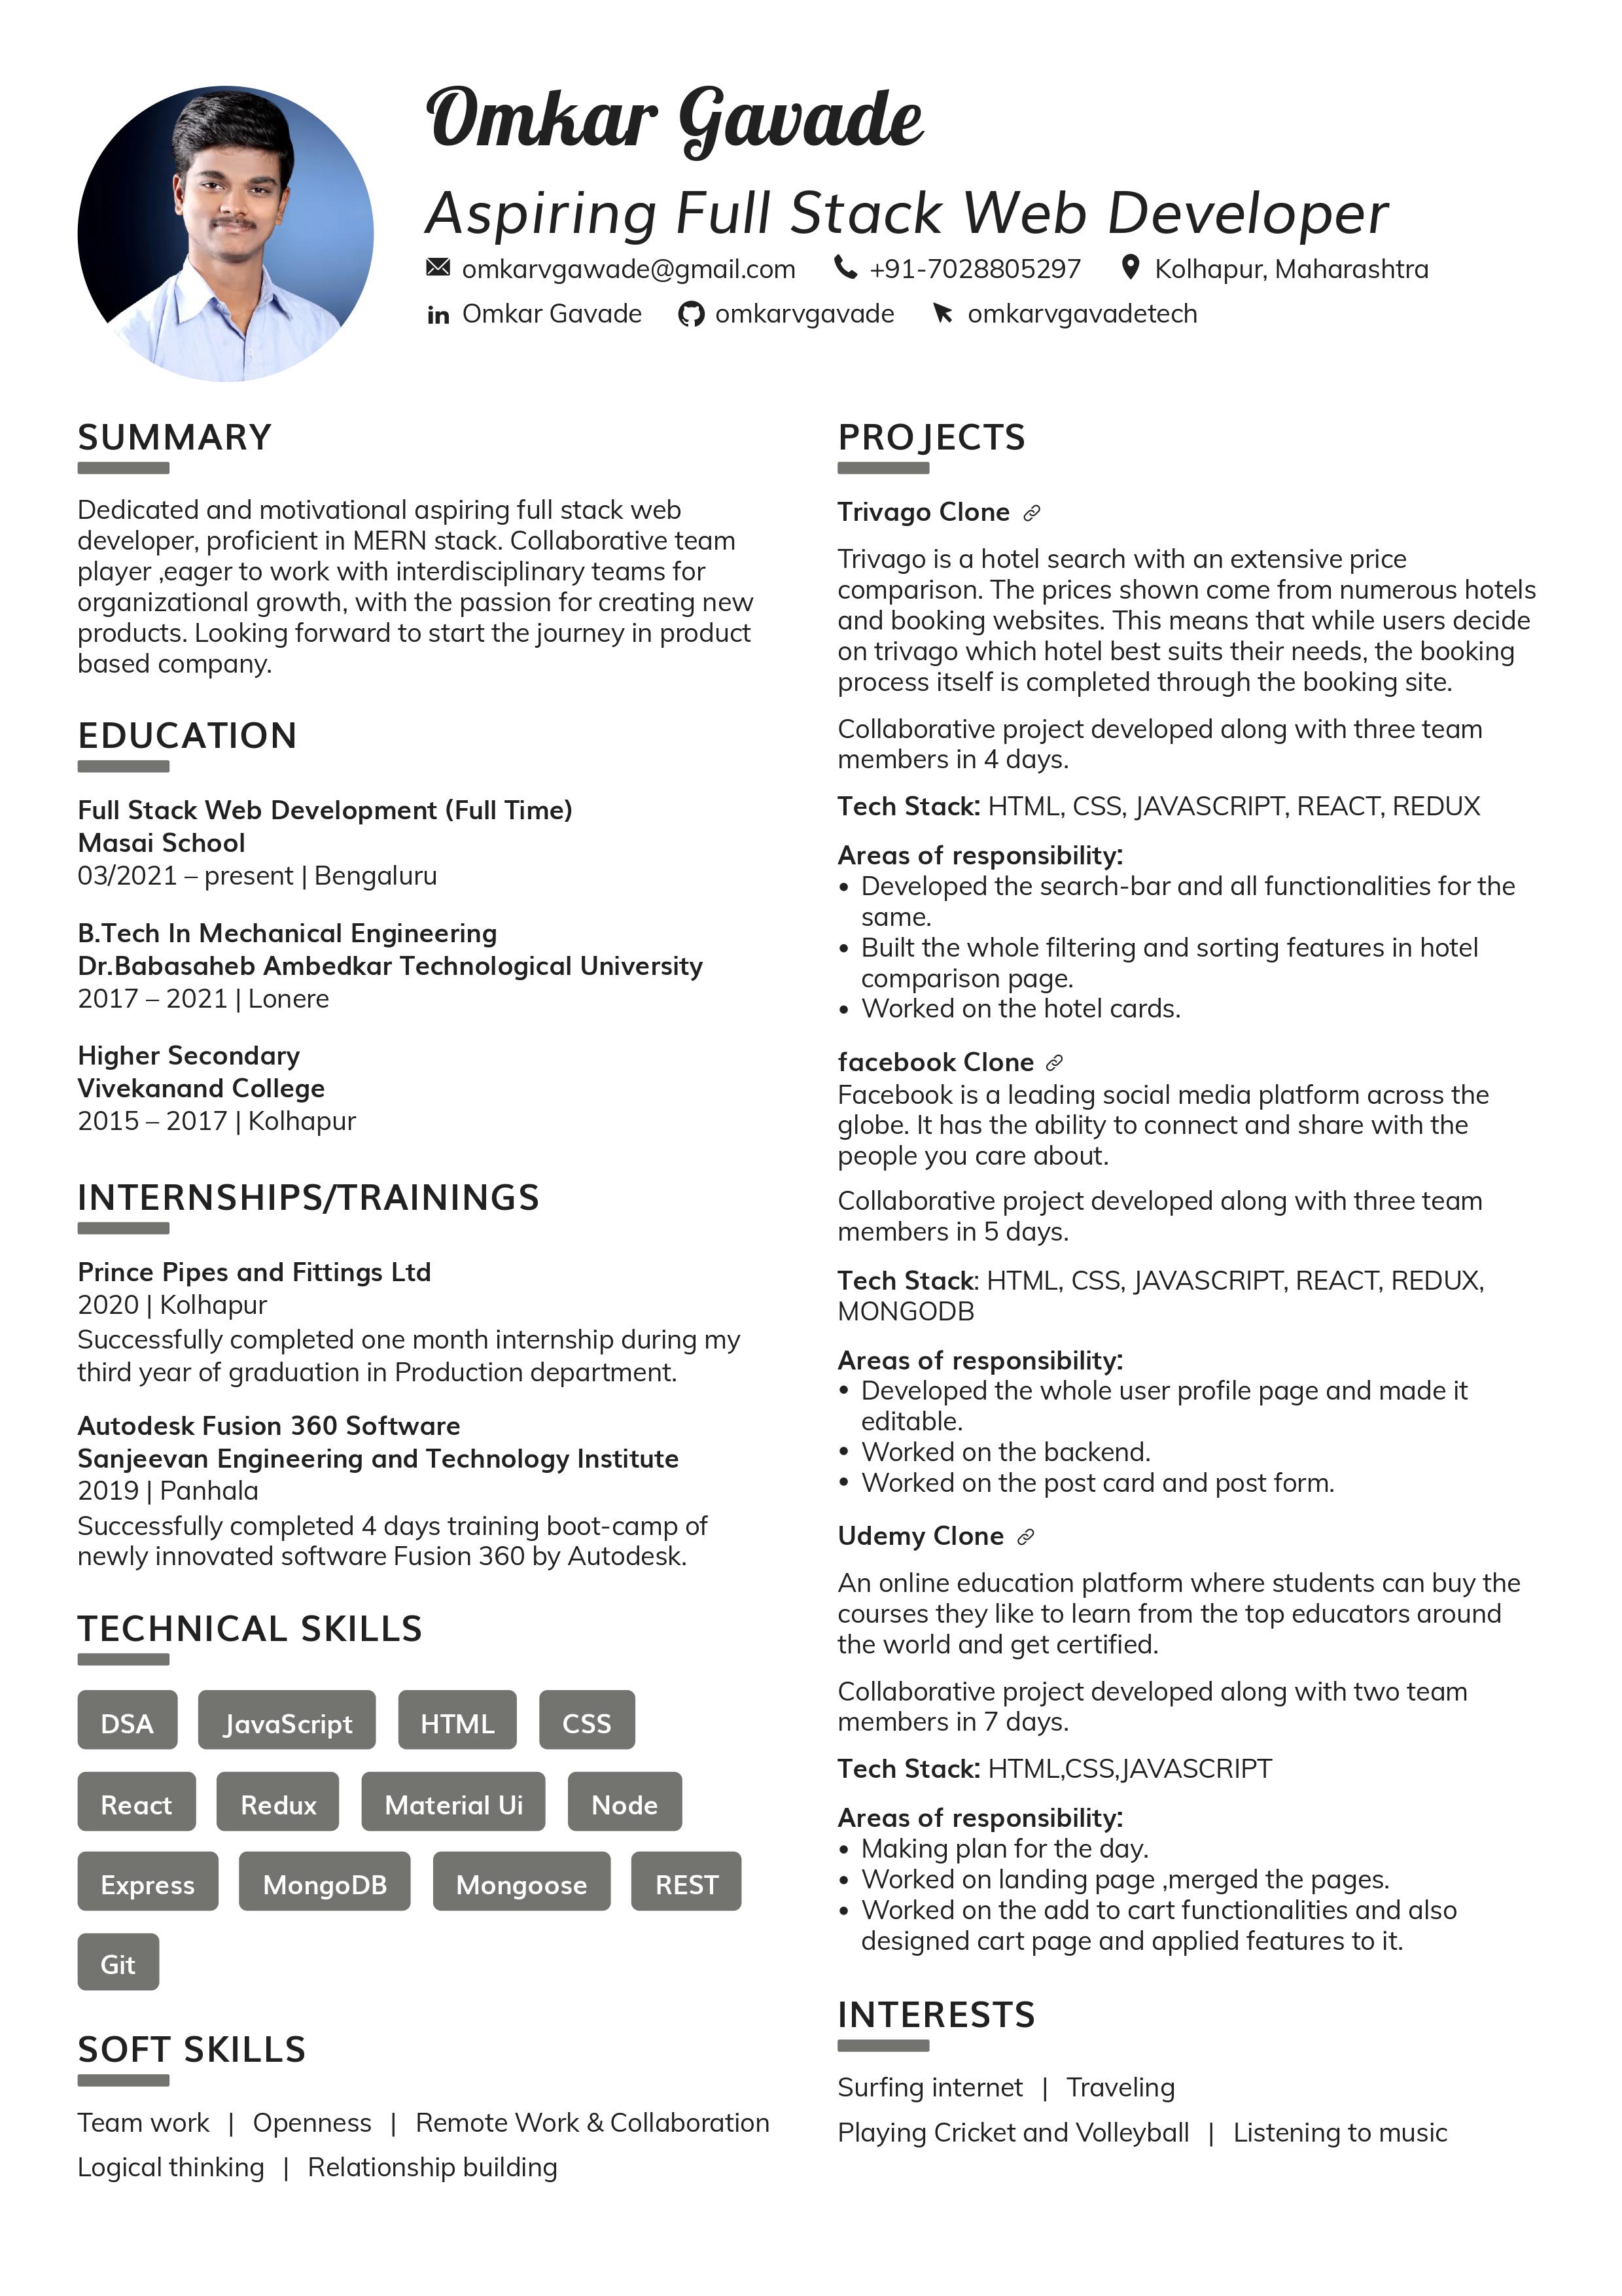 Omkar Gavade
Aspiring Full Stack Web Developer
omkarvgawade@gmail.com +91-7028805297 Kolhapur, Maharashtra
in Omkar Gavade omkarvgavade omkarvgavadetech
SUMMARY
Dedicated and motivational aspiring full stack web
developer, proficient in MERN stack. Collaborative team
player ,eager to work with interdisciplinary teams for
organizational growth, with the passion for creating new
products. Looking forward to start the journey in product
based company.
EDUCATION
Full Stack Web Development (Full Time)
Masai School
03/2021 – present | Bengaluru
B.Tech In Mechanical Engineering
Dr.Babasaheb Ambedkar Technological University
2017 – 2021 | Lonere
Higher Secondary
Vivekanand College
2015 – 2017 | Kolhapur
INTERNSHIPS/TRAININGS
Prince Pipes and Fittings Ltd
2020 | Kolhapur
Successfully completed one month internship during my
third year of graduation in Production department.
Autodesk Fusion 360 Software
Sanjeevan Engineering and Technology Institute
2019 | Panhala
Successfully completed 4 days training boot-camp of
newly innovated software Fusion 360 by Autodesk.
TECHNICAL SKILLS
DSA JavaScript HTML CSS
React Redux Material Ui Node
Express MongoDB Mongoose REST
Git
SOFT SKILLS
Team work | Openness | Remote Work & Collaboration
Logical thinking | Relationship building
PROJECTS
Trivago Clone
Trivago is a hotel search with an extensive price
comparison. The prices shown come from numerous hotels
and booking websites. This means that while users decide
on trivago which hotel best suits their needs, the booking
process itself is completed through the booking site.
Collaborative project developed along with three team
members in 4 days.
Tech Stack: HTML, CSS, JAVASCRIPT, REACT, REDUX
Areas of responsibility:
• Developed the search-bar and all functionalities for the
same.
• Built the whole filtering and sorting features in hotel
comparison page.
• Worked on the hotel cards.
facebook Clone
Facebook is a leading social media platform across the
globe. It has the ability to connect and share with the
people you care about.
Collaborative project developed along with three team
members in 5 days.
Tech Stack: HTML, CSS, JAVASCRIPT, REACT, REDUX,
MONGODB
Areas of responsibility:
• Developed the whole user profile page and made it
editable.
• Worked on the backend.
• Worked on the post card and post form.
Udemy Clone
An online education platform where students can buy the
courses they like to learn from the top educators around
the world and get certified.
Collaborative project developed along with two team
members in 7 days.
Tech Stack: HTML,CSS,JAVASCRIPT
Areas of responsibility:
• Making plan for the day.
• Worked on landing page ,merged the pages.
• Worked on the add to cart functionalities and also
designed cart page and applied features to it.
INTERESTS
Surfing internet | Traveling
Playing Cricket and Volleyball | Listening to music